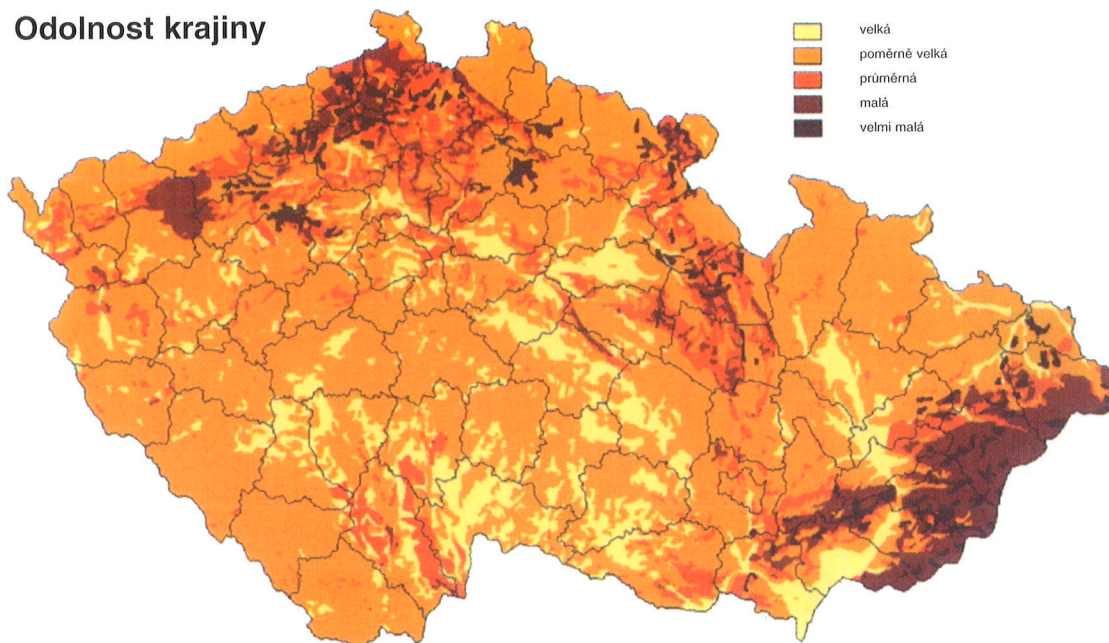 Odolnost krajiny
velká
poměrně velká
průměrná
malá
velmi malá